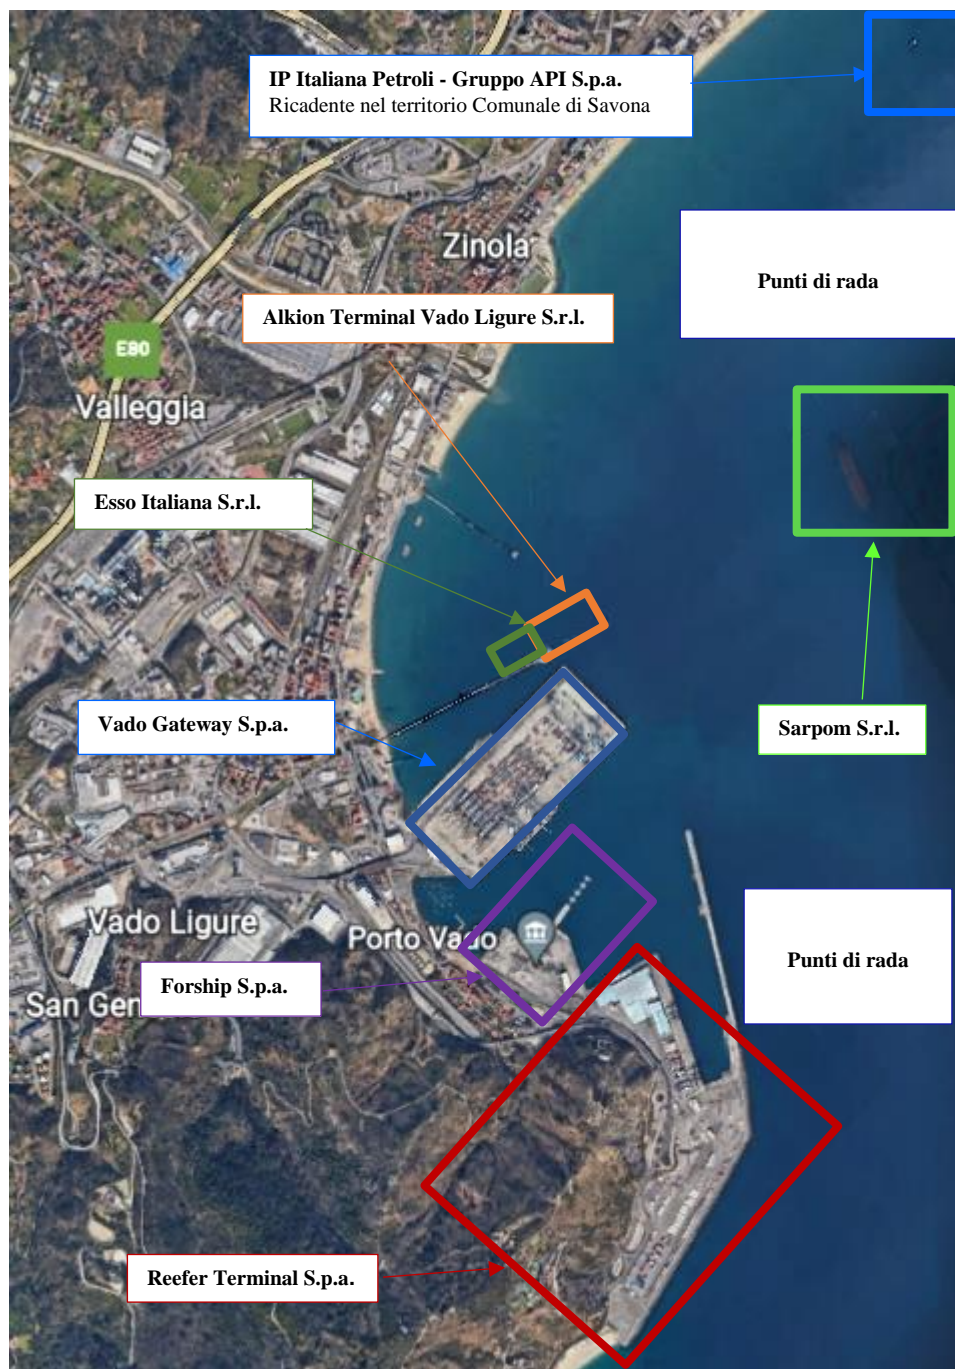 IP Italiana Petroli - Gruppo API S.p.a.
Ricadente nel territorio Comunale di Savona
Zinola
Punti di rada
Alkion Terminal Vado Ligure S.r.l.
E80
Valleggia
Esso Italiana S.r.l.
Vado Gateway S.p.a.
Sarpom S.r.l.
Vado Ligure
Porto Vado
Punti di rada
Forship S.p.a.
San Gen
Reefer Terminal S.p.a.